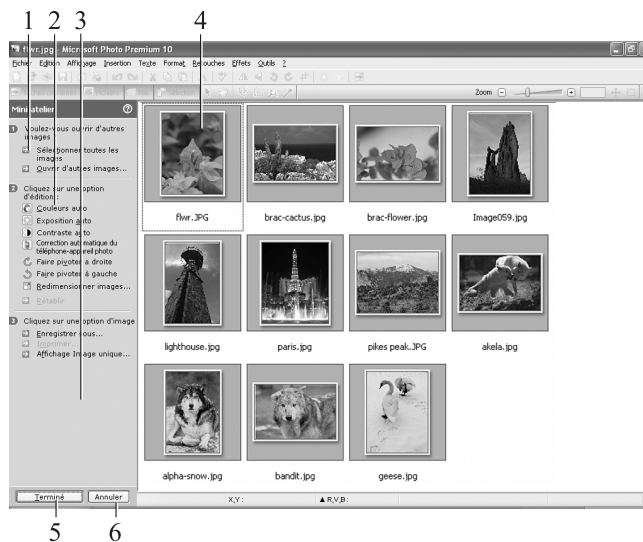 1 2 3 4
flwr.jpg - Microsoft Photo Premium 10
Fichier Edition Affichage Insertion Texte Format Retouches Effets Outils ?
Zoom
Mini-atelier
1 Voulez-vous ouvrir d'autres
images
Sélectionner toutes les
images
Ouvrir d'autres images...
2 Cliquez sur une option
d'édition :
Couleurs auto
Exposition auto
Contraste auto
Correction automatique du
téléphone-appareil photo
Faire pivoter à droite
Faire pivoter à gauche
Redimensionner images...
Rétablir
3 Cliquez sur une option d'image
Enregistrer sous...
Imprimer...
Affichage Image unique...
flwr.JPG brac-cactus.jpg brac-flower.jpg Image059.jpg
lighthouse.jpg paris.jpg pikes peak.JPG akela.jpg
alpha-snow.jpg bandit.jpg geese.jpg
Terminé Annuler
X,Y : ▲ R,V,B :
5 6